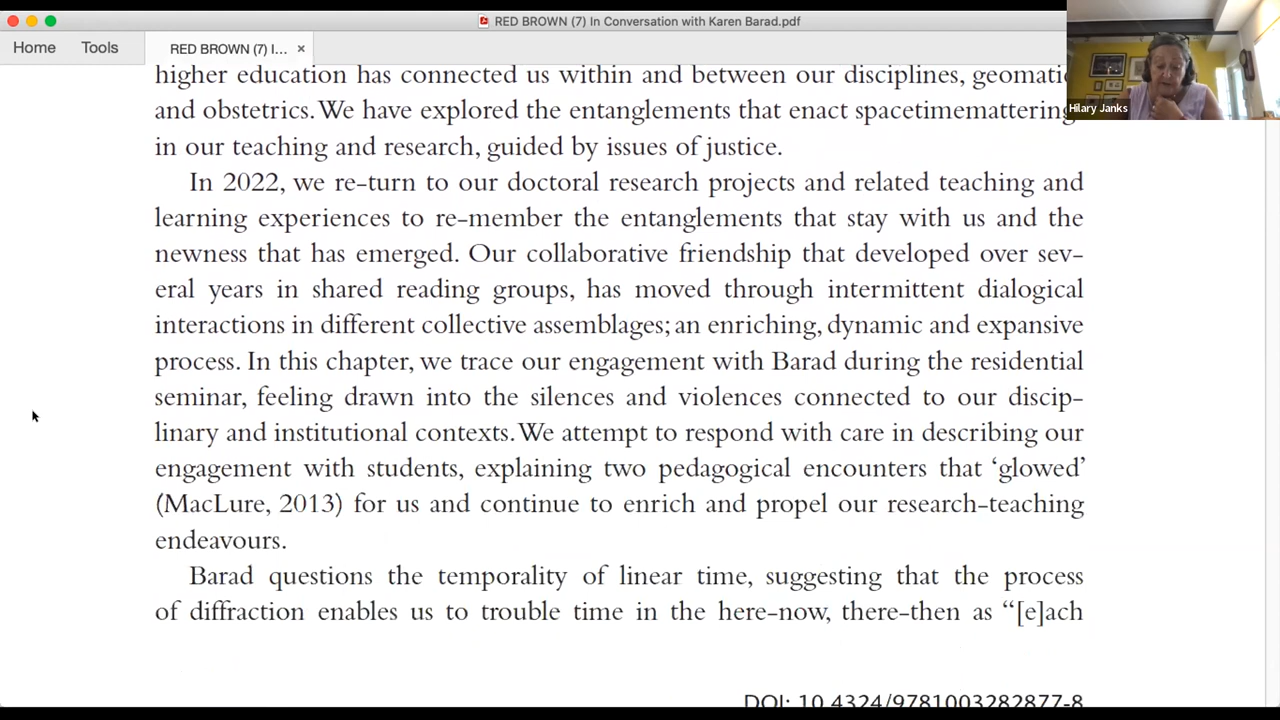 RED BROWN (7) In Conversation with Karen Barad.pdf
Home Tools RED BROWN (7) I... ×
Hilary Janks
higher education has connected us within and between our disciplines,
and obstetrics. We have explored the entanglements that enact spacetimemattering
in our teaching and research, guided by issues of justice.
In 2022, we re-turn to our doctoral research projects and related teaching and
learning experiences to re-member the entanglements that stay with us and the
newness that has emerged. Our collaborative friendship that developed over sev-
eral years in shared reading groups, has moved through intermittent dialogical
interactions in different collective assemblages; an enriching, dynamic and expansive
process. In this chapter, we trace our engagement with Barad during the residential
seminar, feeling drawn into the silences and violences connected to our discip-
linary and institutional contexts. We attempt to respond with care in describing our
engagement with students, explaining two pedagogical encounters that ‘glowed’
(MacLure, 2013) for us and continue to enrich and propel our research-teaching
endeavours.
Barad questions the temporality of linear time, suggesting that the process
of diffraction enables us to trouble time in the here-now, there-then as “[e]ach
DOI: 10.4324/9781003282877-8